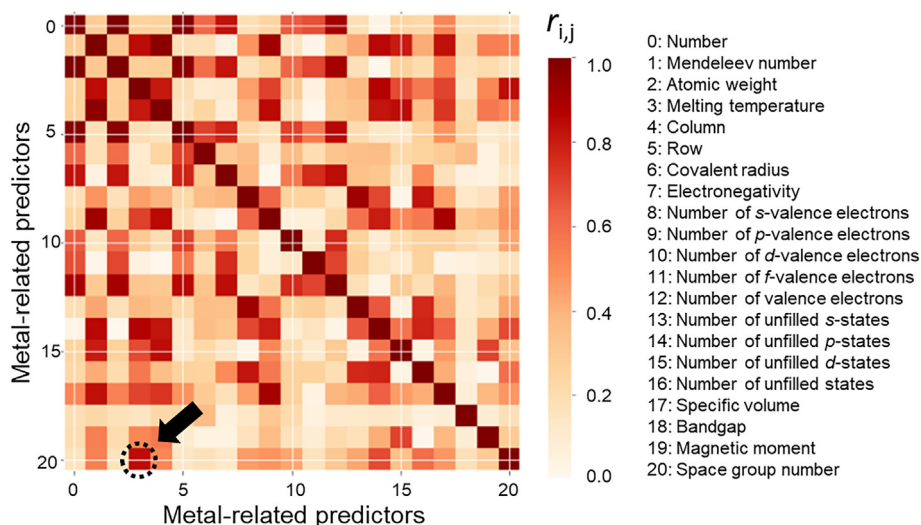 Metal-related predictors
0
5
10
15
20
0
5
10
15
20
Metal-related predictors
r i,j
1.0
0.8
0.6
0.4
0.2
0.0
0: Number
1: Mendeleev number
2: Atomic weight
3: Melting temperature
4: Column
5: Row
6: Covalent radius
7: Electronegativity
8: Number of s-valence electrons
9: Number of p-valence electrons
10: Number of d-valence electrons
11: Number of f-valence electrons
12: Number of valence electrons
13: Number of unfilled s-states
14: Number of unfilled p-states
15: Number of unfilled d-states
16: Number of unfilled states
17: Specific volume
18: Bandgap
19: Magnetic moment
20: Space group number